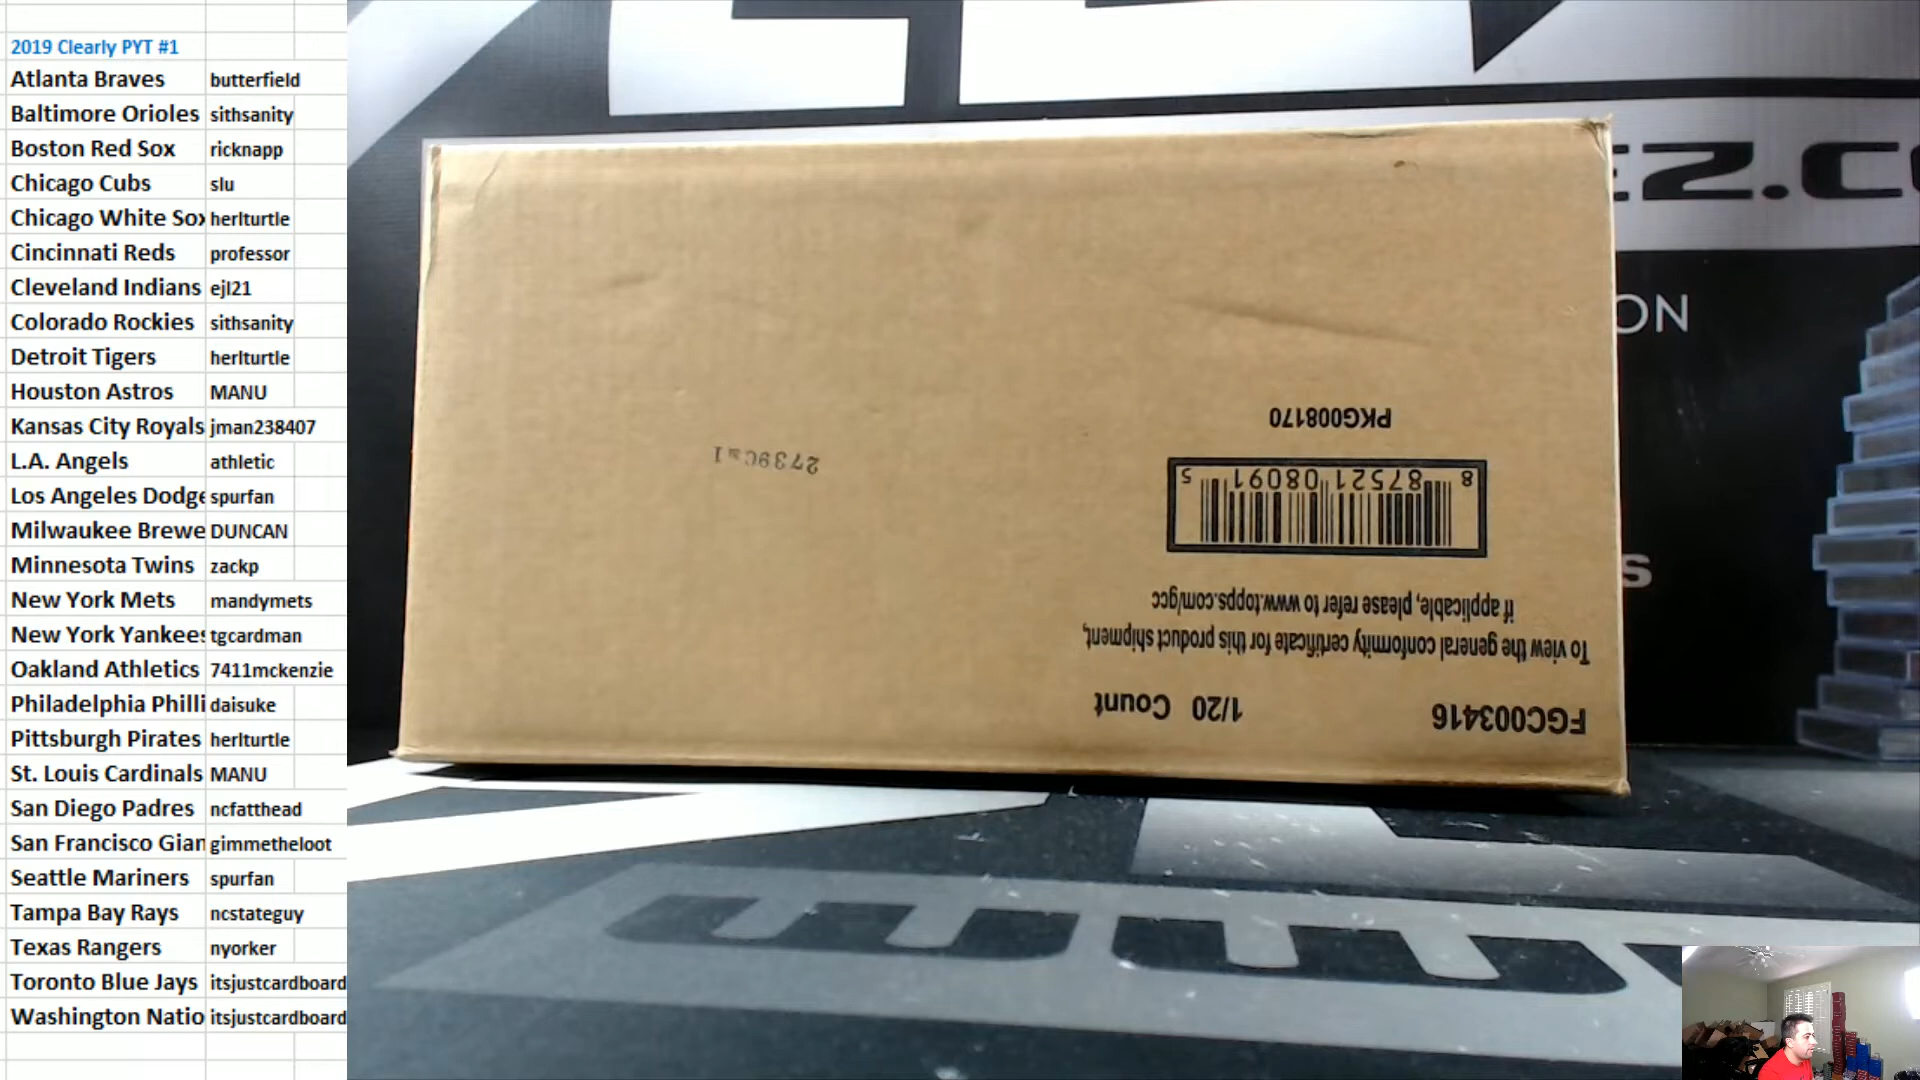 2019 Clearly PYT #1
Atlanta Braves butterfield
Baltimore Orioles sithsanity
Boston Red Sox ricknapp
Chicago Cubs slu
Chicago White Sox herlturtle
Cincinnati Reds professor
Cleveland Indians ejl21
Colorado Rockies sithsanity
Detroit Tigers herlturtle
Houston Astros MANU
Kansas City Royals jman238407
L.A. Angels athletic
Los Angeles Dodge spurfan
Milwaukee Brewe DUNCAN
Minnesota Twins zackp
New York Mets mandymets
New York Yankees tgcardman
Oakland Athletics 7411mckenzie
Philadelphia Philli daisuke
Pittsburgh Pirates herlturtle
St. Louis Cardinals MANU
San Diego Padres ncfatthead
San Francisco Gian gimmetheloot
Seattle Mariners spurfan
Tampa Bay Rays ncstateguy
Texas Rangers nyorker
Toronto Blue Jays itsjustcardboard
Washington Natio itsjustcardboard
EZ.C
ON
S
FGC003416 1/20 Count
To view the general conformity certificate for this product shipment,
if applicable, please refer to www.topps.com/gcc
8 87521 08091 5
PKG008170